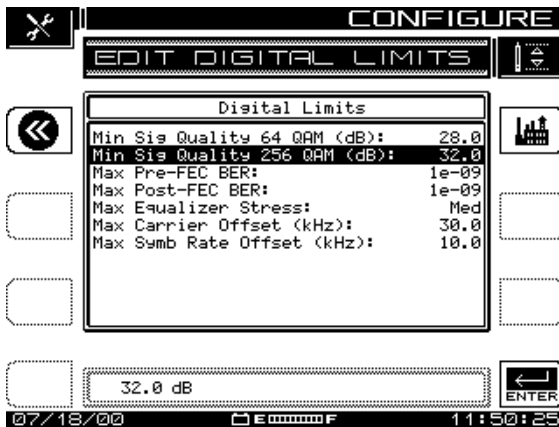 CONFIGURE
EDIT DIGITAL LIMITS
Digital Limits
Min Sig Quality 64 QAM (dB): 28.0
Min Sig Quality 256 QAM (dB): 32.0
Max Pre-FEC BER: 1e-09
Max Post-FEC BER: 1e-09
Max Equalizer Stress: Med
Max Carrier Offset (kHz): 30.0
Max Symb Rate Offset (kHz): 10.0
32.0 dB
ENTER
07/18/00 E F 11:50:25